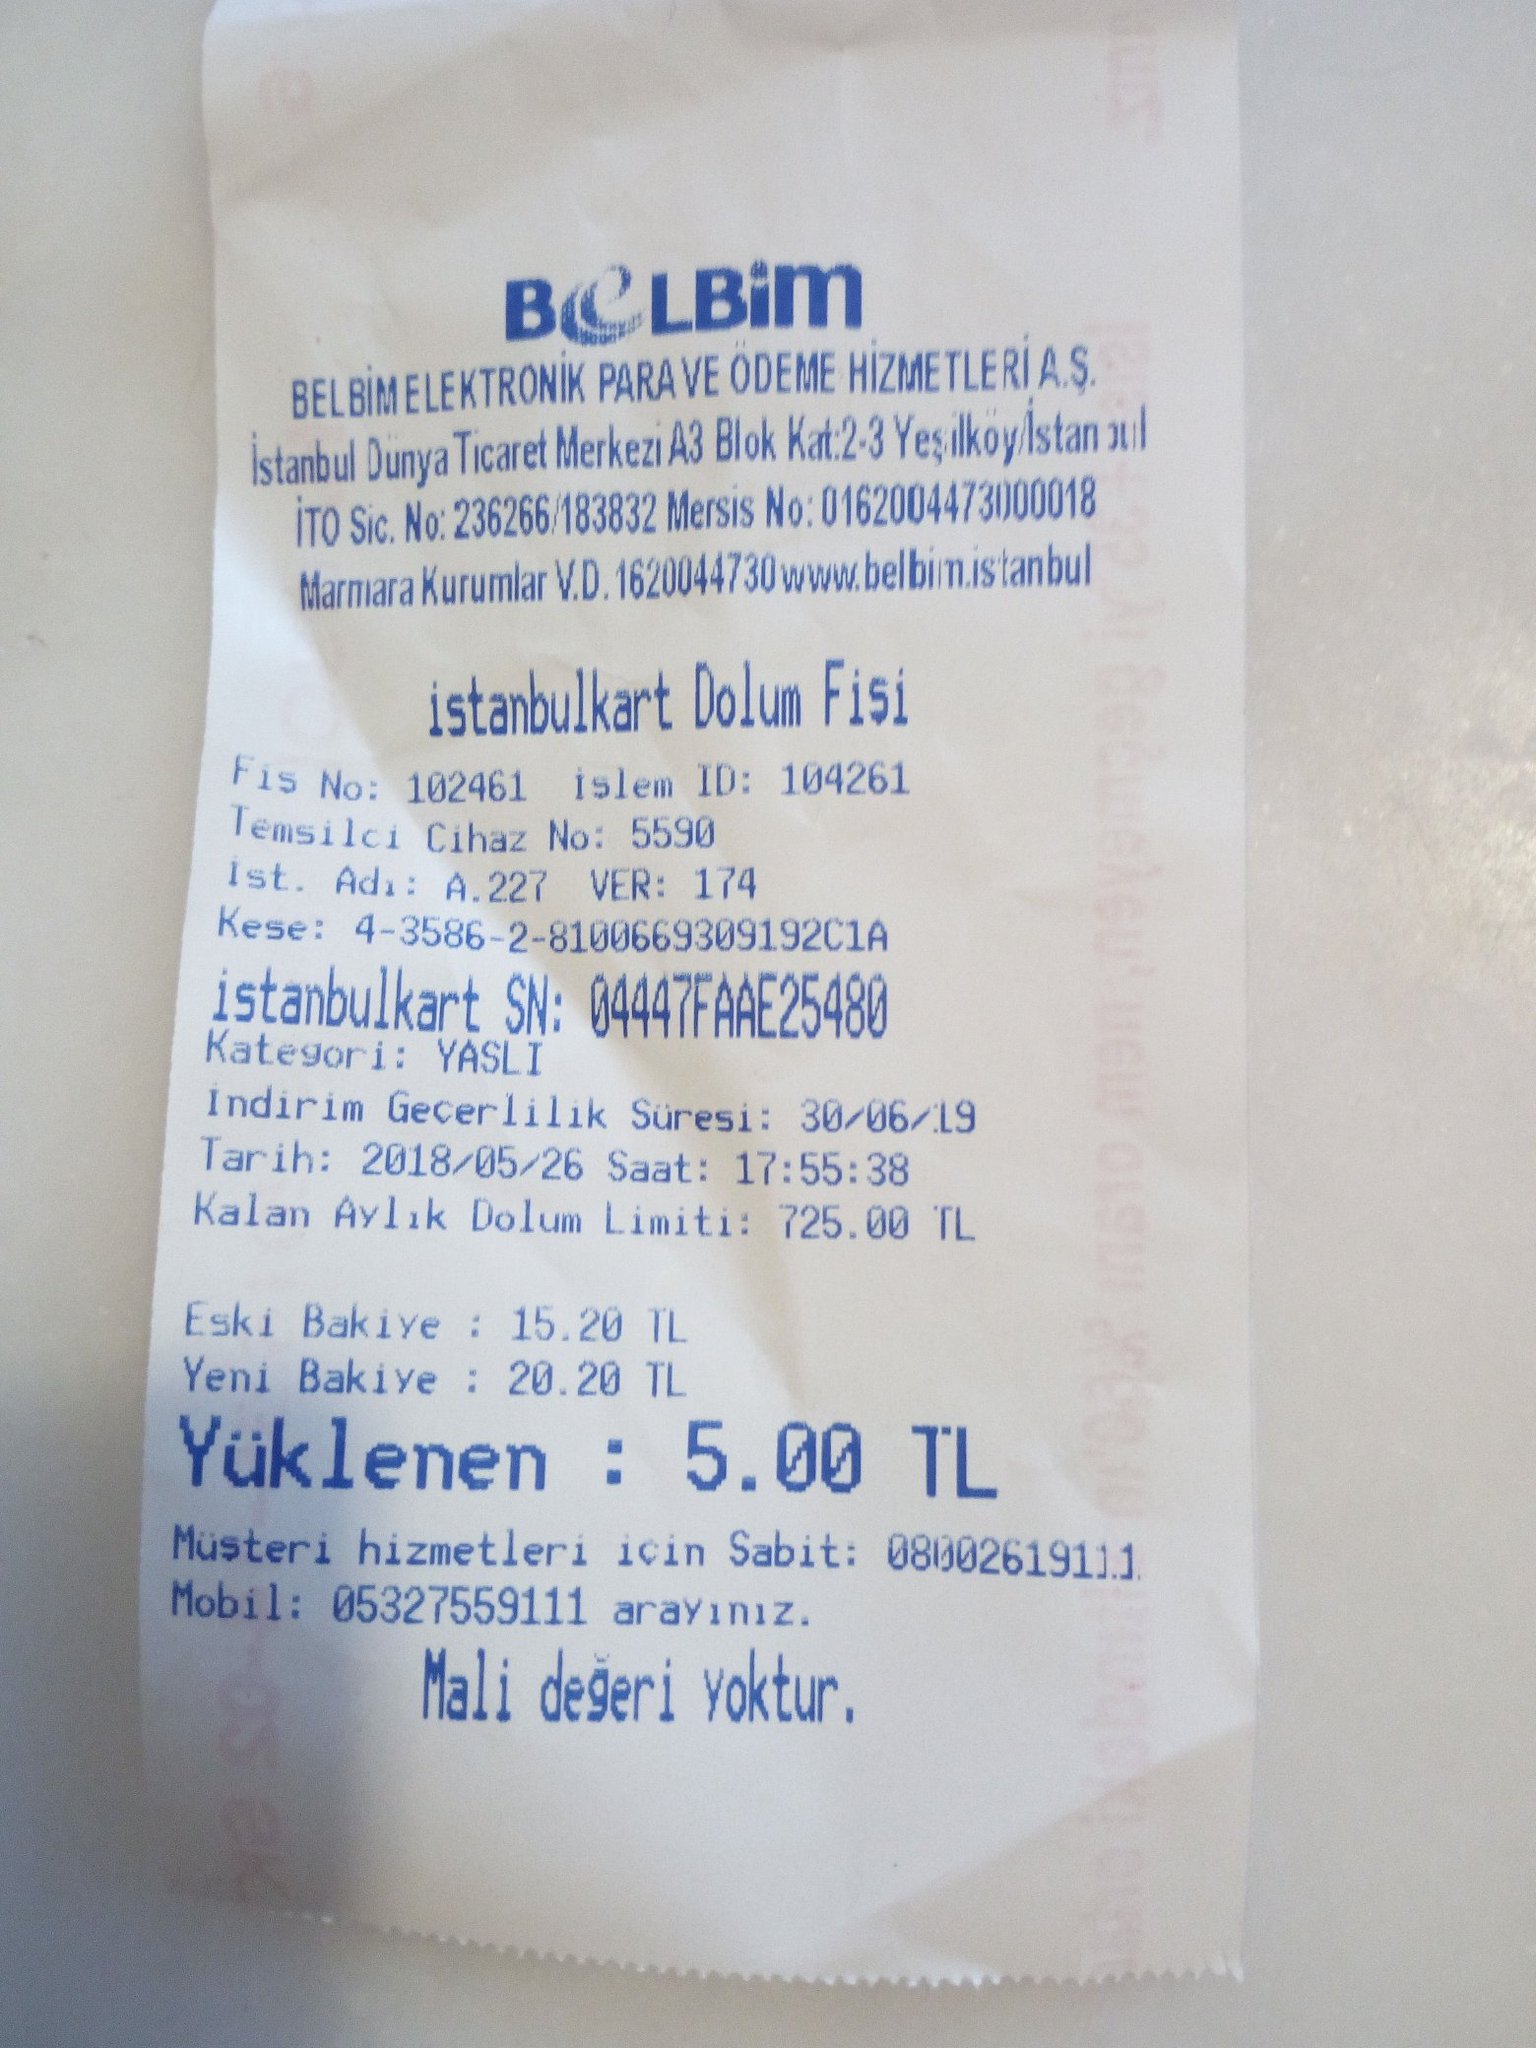 BELBİM
BELBİM ELEKTRONİK PARA VE ÖDEME HİZMETLERİ A.Ş.
İstanbul Dünya Ticaret Merkezi A3 Blok Kat:2-3 Yeşilköy/İstanbul
İTO Sic. No: 236266/183832 Mersis No: 0162004473000018
Marmara Kurumlar V.D. 1620044730 www.belbim.istanbul
istanbulkart Dolum Fişi
Fis No: 102461 islem ID: 104261
Temsilci Cihaz No: 5590
ist. Adı: A.227 VER: 174
Kese: 4-3586-2-8100669309192C1A
istanbulkart SN: 04447FAAE25480
Kategori: YASLI
indirim Geçerlilik Süresi: 30/06/19
Tarih: 2018/05/26 Saat: 17:55:38
Kalan Aylık Dolum Limiti: 725.00 TL
Eski Bakiye : 15.20 TL
Yeni Bakiye : 20.20 TL
Yüklenen : 5.00 TL
Müşteri hizmetleri için Sabit: 08002619111
Mobil: 05327559111 arayınız.
Mali değeri yoktur.